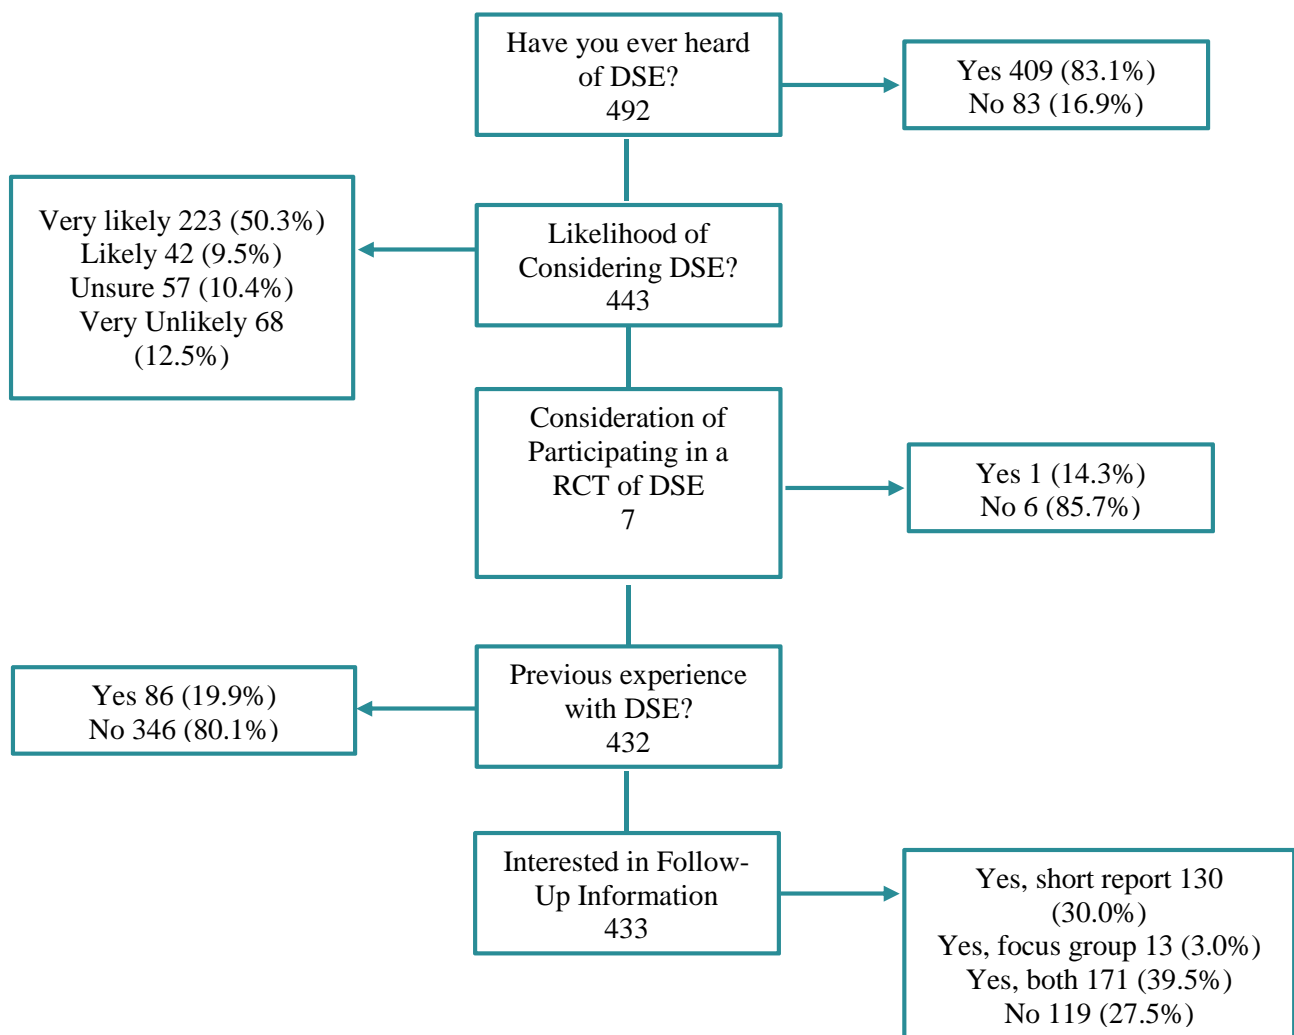 Have you ever heard
of DSE?
492
Yes 409 (83.1%)
No 83 (16.9%)
Very likely 223 (50.3%)
Likely 42 (9.5%)
Unsure 57 (10.4%)
Very Unlikely 68
(12.5%)
Likelihood of
Considering DSE?
443
Consideration of
Participating in a
RCT of DSE
7
Yes 1 (14.3%)
No 6 (85.7%)
Yes 86 (19.9%)
No 346 (80.1%)
Previous experience
with DSE?
432
Interested in Follow-
Up Information
433
Yes, short report 130
(30.0%)
Yes, focus group 13 (3.0%)
Yes, both 171 (39.5%)
No 119 (27.5%)